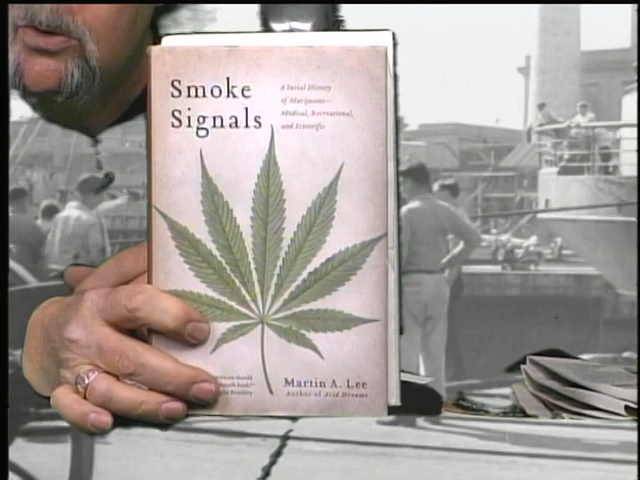 Smoke
Signals
A Social History
of Marijuana—
Medical, Recreational,
and Scientific
Martin A. Lee
Author of Acid Dreams